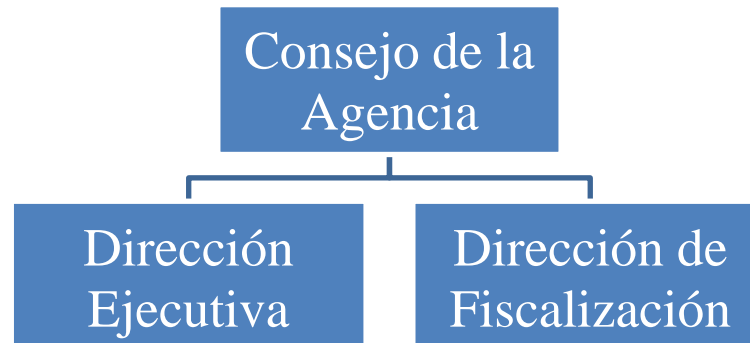 Consejo de la
Agencia
Dirección
Ejecutiva
Dirección de
Fiscalización